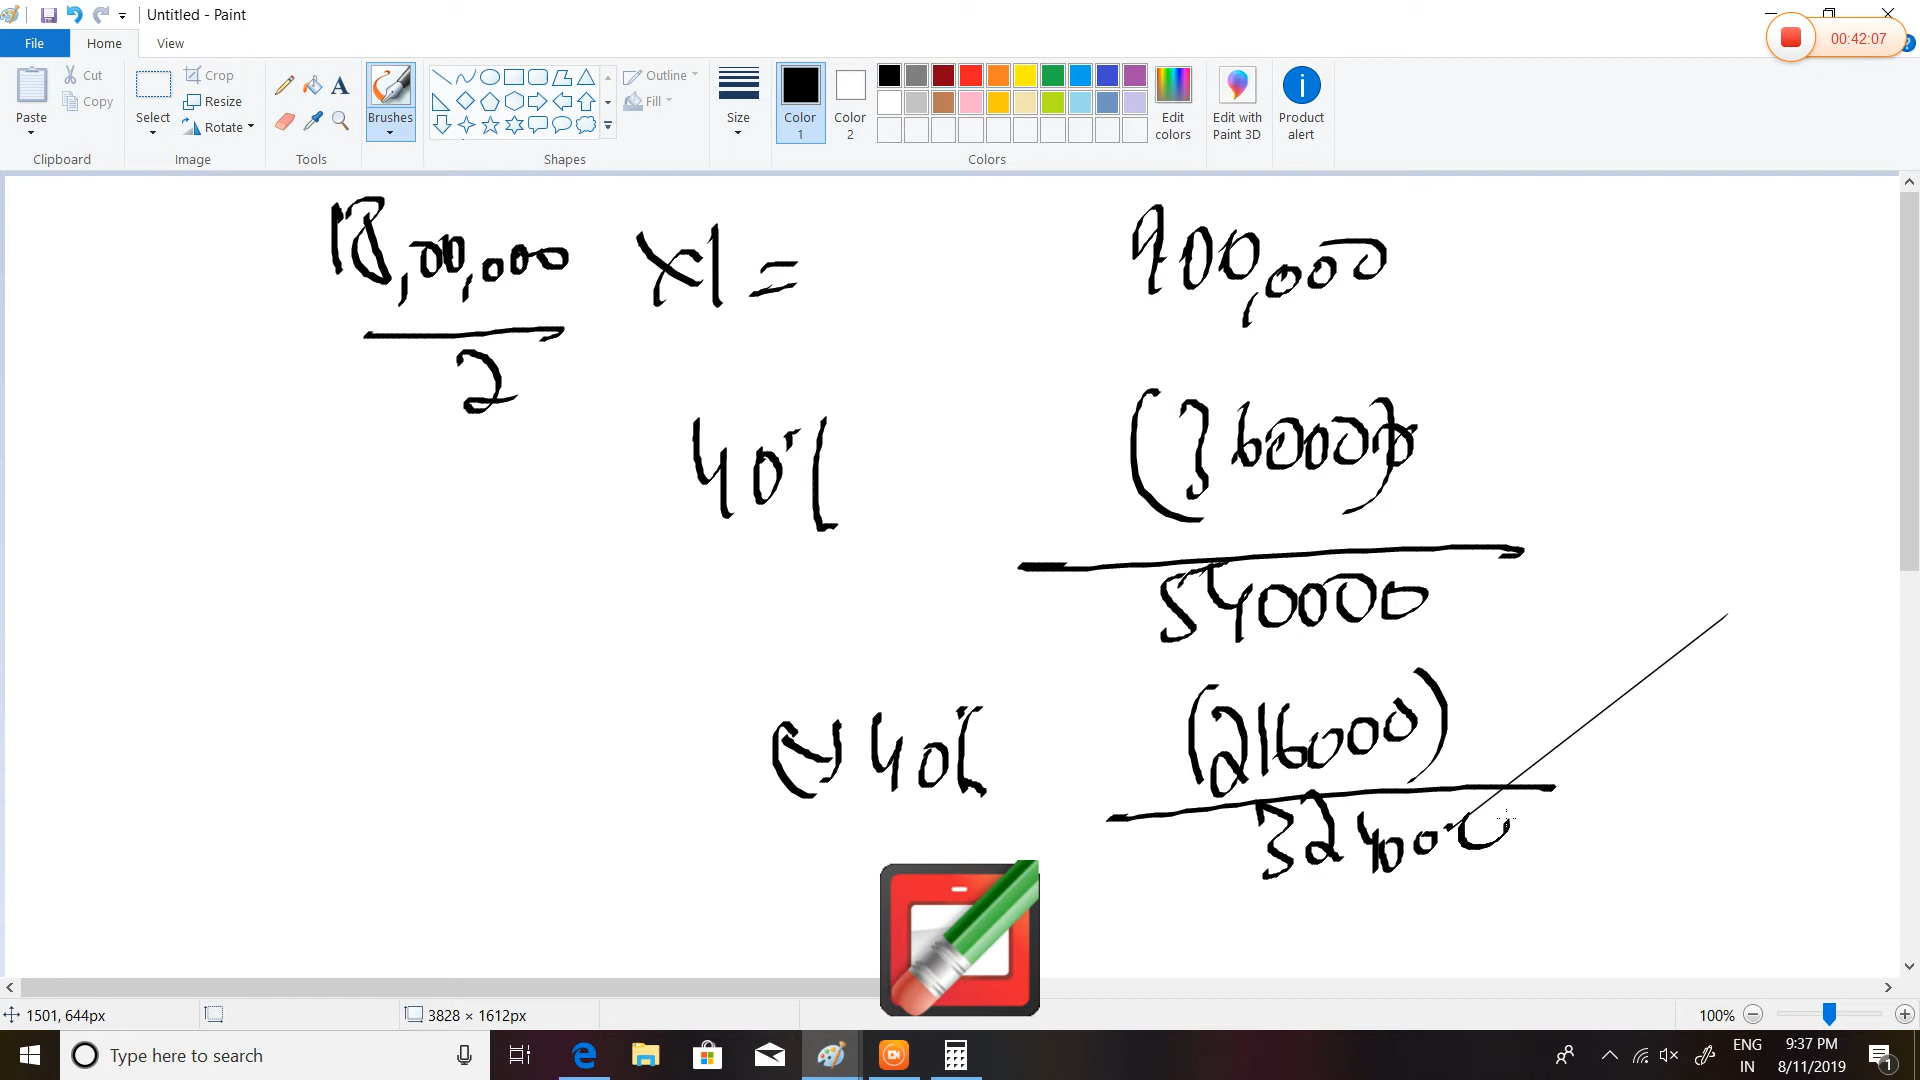 Untitled - Paint
00:42:07
File Home View
Cut
Copy
Paste
Clipboard
Select
Crop
Resize
Rotate
Image
Tools
Brushes
Outline
Fill
Shapes
Size
Color 1
Color 2
Edit colors
Colors
Edit with Paint 3D
Product alert
18,00,000 X1 = 900,000
2
40% (360000)
540000
40% (216000)
324000
1501, 644px
3828 × 1612px
100%
Type here to search
ENG
IN
9:37 PM
8/11/2019
1